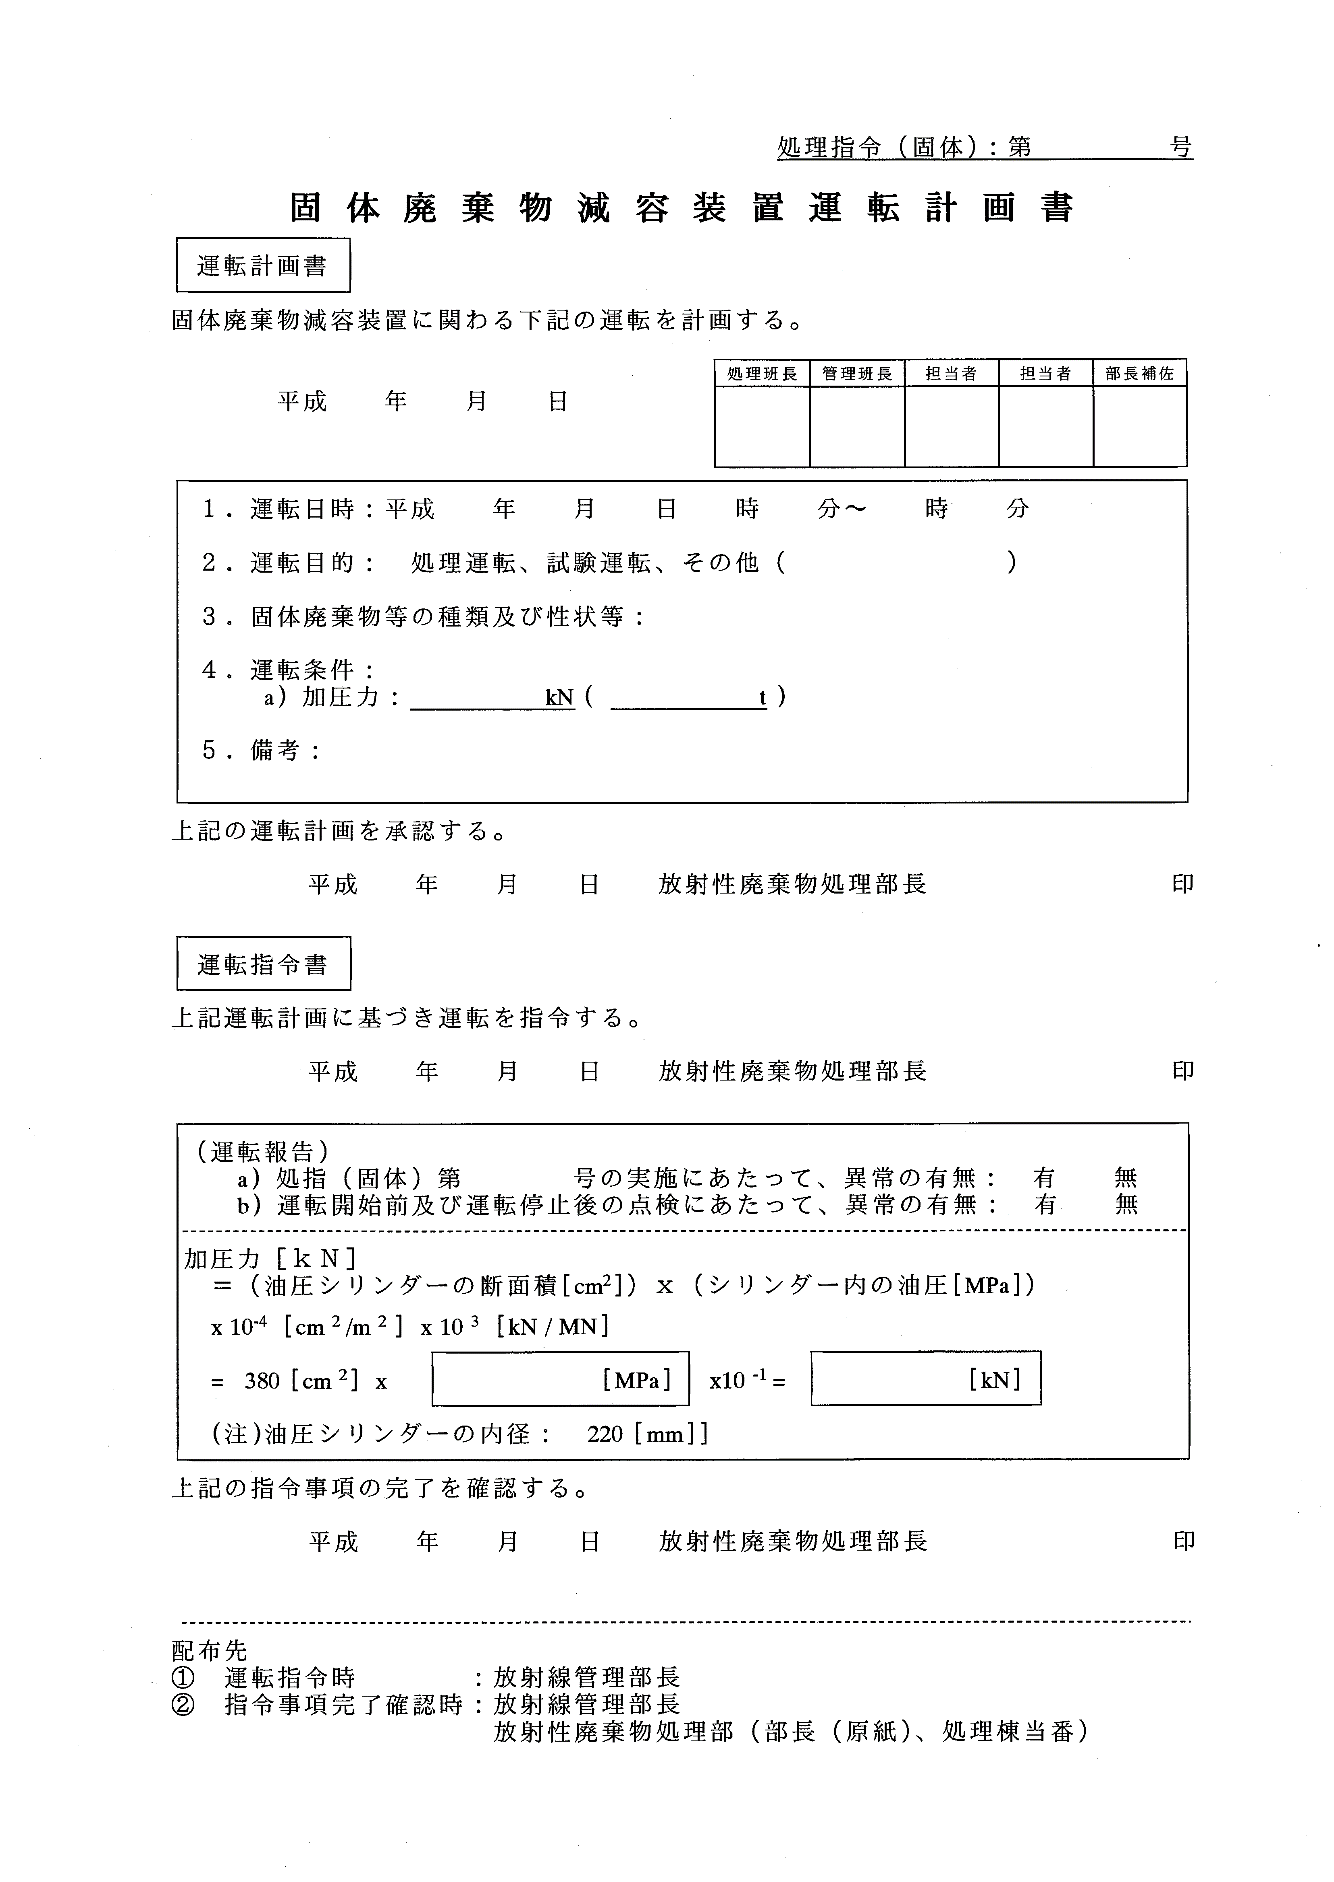 処理指令（固体）：第　　　　　号
固体廃棄物減容装置運転計画書
運転計画書
固体廃棄物減容装置に関わる下記の運転を計画する。
処理班長　管理班長　担当者　担当者　部長補佐
平成　　年　　月　　日
１．運転日時：平成　　年　　月　　日　　時　　分～　　時　　分
２．運転目的：　処理運転、試験運転、その他（　　　　　　　　）
３．固体廃棄物等の種類及び性状等：
４．運転条件：
a）加圧力：　　　　　kN（　　　　　t）
５．備考：
上記の運転計画を承認する。
平成　　年　　月　　日　　放射性廃棄物処理部長　　　　　　　　　印
運転指令書
上記運転計画に基づき運転を指令する。
平成　　年　　月　　日　　放射性廃棄物処理部長　　　　　　　　　印
（運転報告）
a）処指（固体）第　　　　号の実施にあたって、異常の有無：　有　　無
b）運転開始前及び運転停止後の点検にあたって、異常の有無：　有　　無
加圧力［ｋＮ］
＝（油圧シリンダーの断面積[cm²]）ｘ（シリンダー内の油圧[MPa]）
x 10⁻⁴［cm²/m²］x 10³［kN / MN］
=　380［cm²］x　　　　　［MPa］　x10⁻¹ =　　　　　［kN］
（注）油圧シリンダーの内径：　220［mm］］
上記の指令事項の完了を確認する。
平成　　年　　月　　日　　放射性廃棄物処理部長　　　　　　　　　印
配布先
①　運転指令時　　　　：放射線管理部長
②　指令事項完了確認時：放射線管理部長
放射性廃棄物処理部（部長（原紙）、処理棟当番）